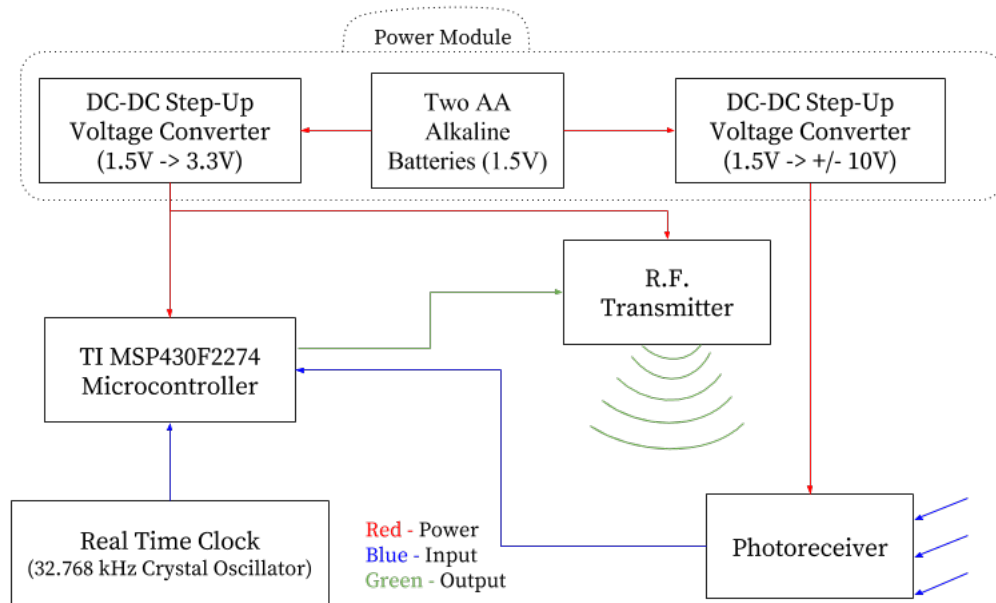 Power Module
DC-DC Step-Up
Voltage Converter
(1.5V -> 3.3V)
Two AA
Alkaline
Batteries (1.5V)
DC-DC Step-Up
Voltage Converter
(1.5V -> +/- 10V)
R.F.
Transmitter
TI MSP430F2274
Microcontroller
Real Time Clock
(32.768 kHz Crystal Oscillator)
Red - Power
Blue - Input
Green - Output
Photoreceiver